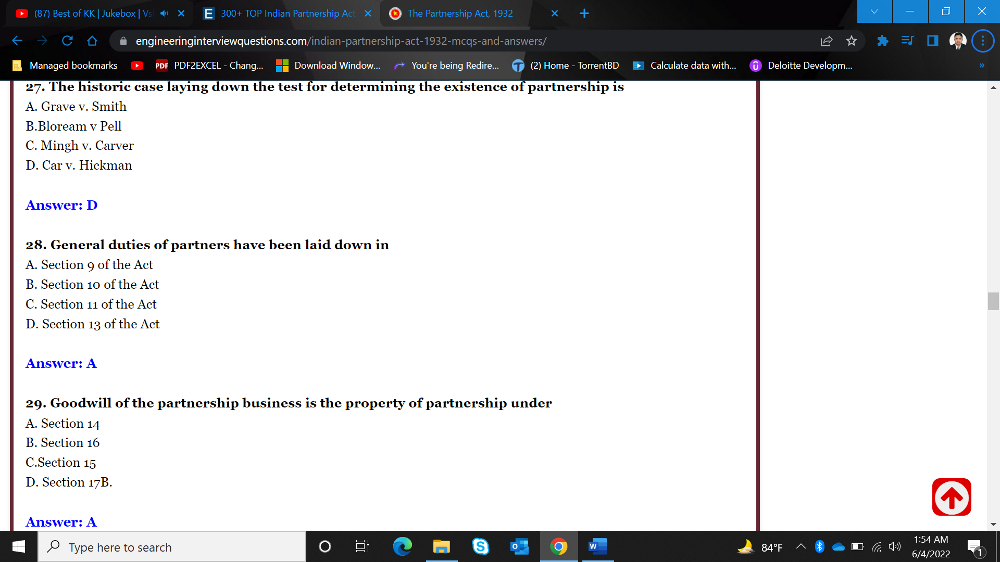 (87) Best of KK | Jukebox | Vs
300+ TOP Indian Partnership Act
The Partnership Act, 1932
engineeringinterviewquestions.com/indian-partnership-act-1932-mcqs-and-answers/
Managed bookmarks
PDF PDF2EXCEL - Chang...
Download Window...
You're being Redire...
(2) Home - TorrentBD
Calculate data with...
Deloitte Developm...
27. The historic case laying down the test for determining the existence of partnership is
A. Grave v. Smith
B.Bloream v Pell
C. Mingh v. Carver
D. Car v. Hickman
Answer: D
28. General duties of partners have been laid down in
A. Section 9 of the Act
B. Section 10 of the Act
C. Section 11 of the Act
D. Section 13 of the Act
Answer: A
29. Goodwill of the partnership business is the property of partnership under
A. Section 14
B. Section 16
C.Section 15
D. Section 17B.
Answer: A
Type here to search
84°F
1:54 AM
6/4/2022
1